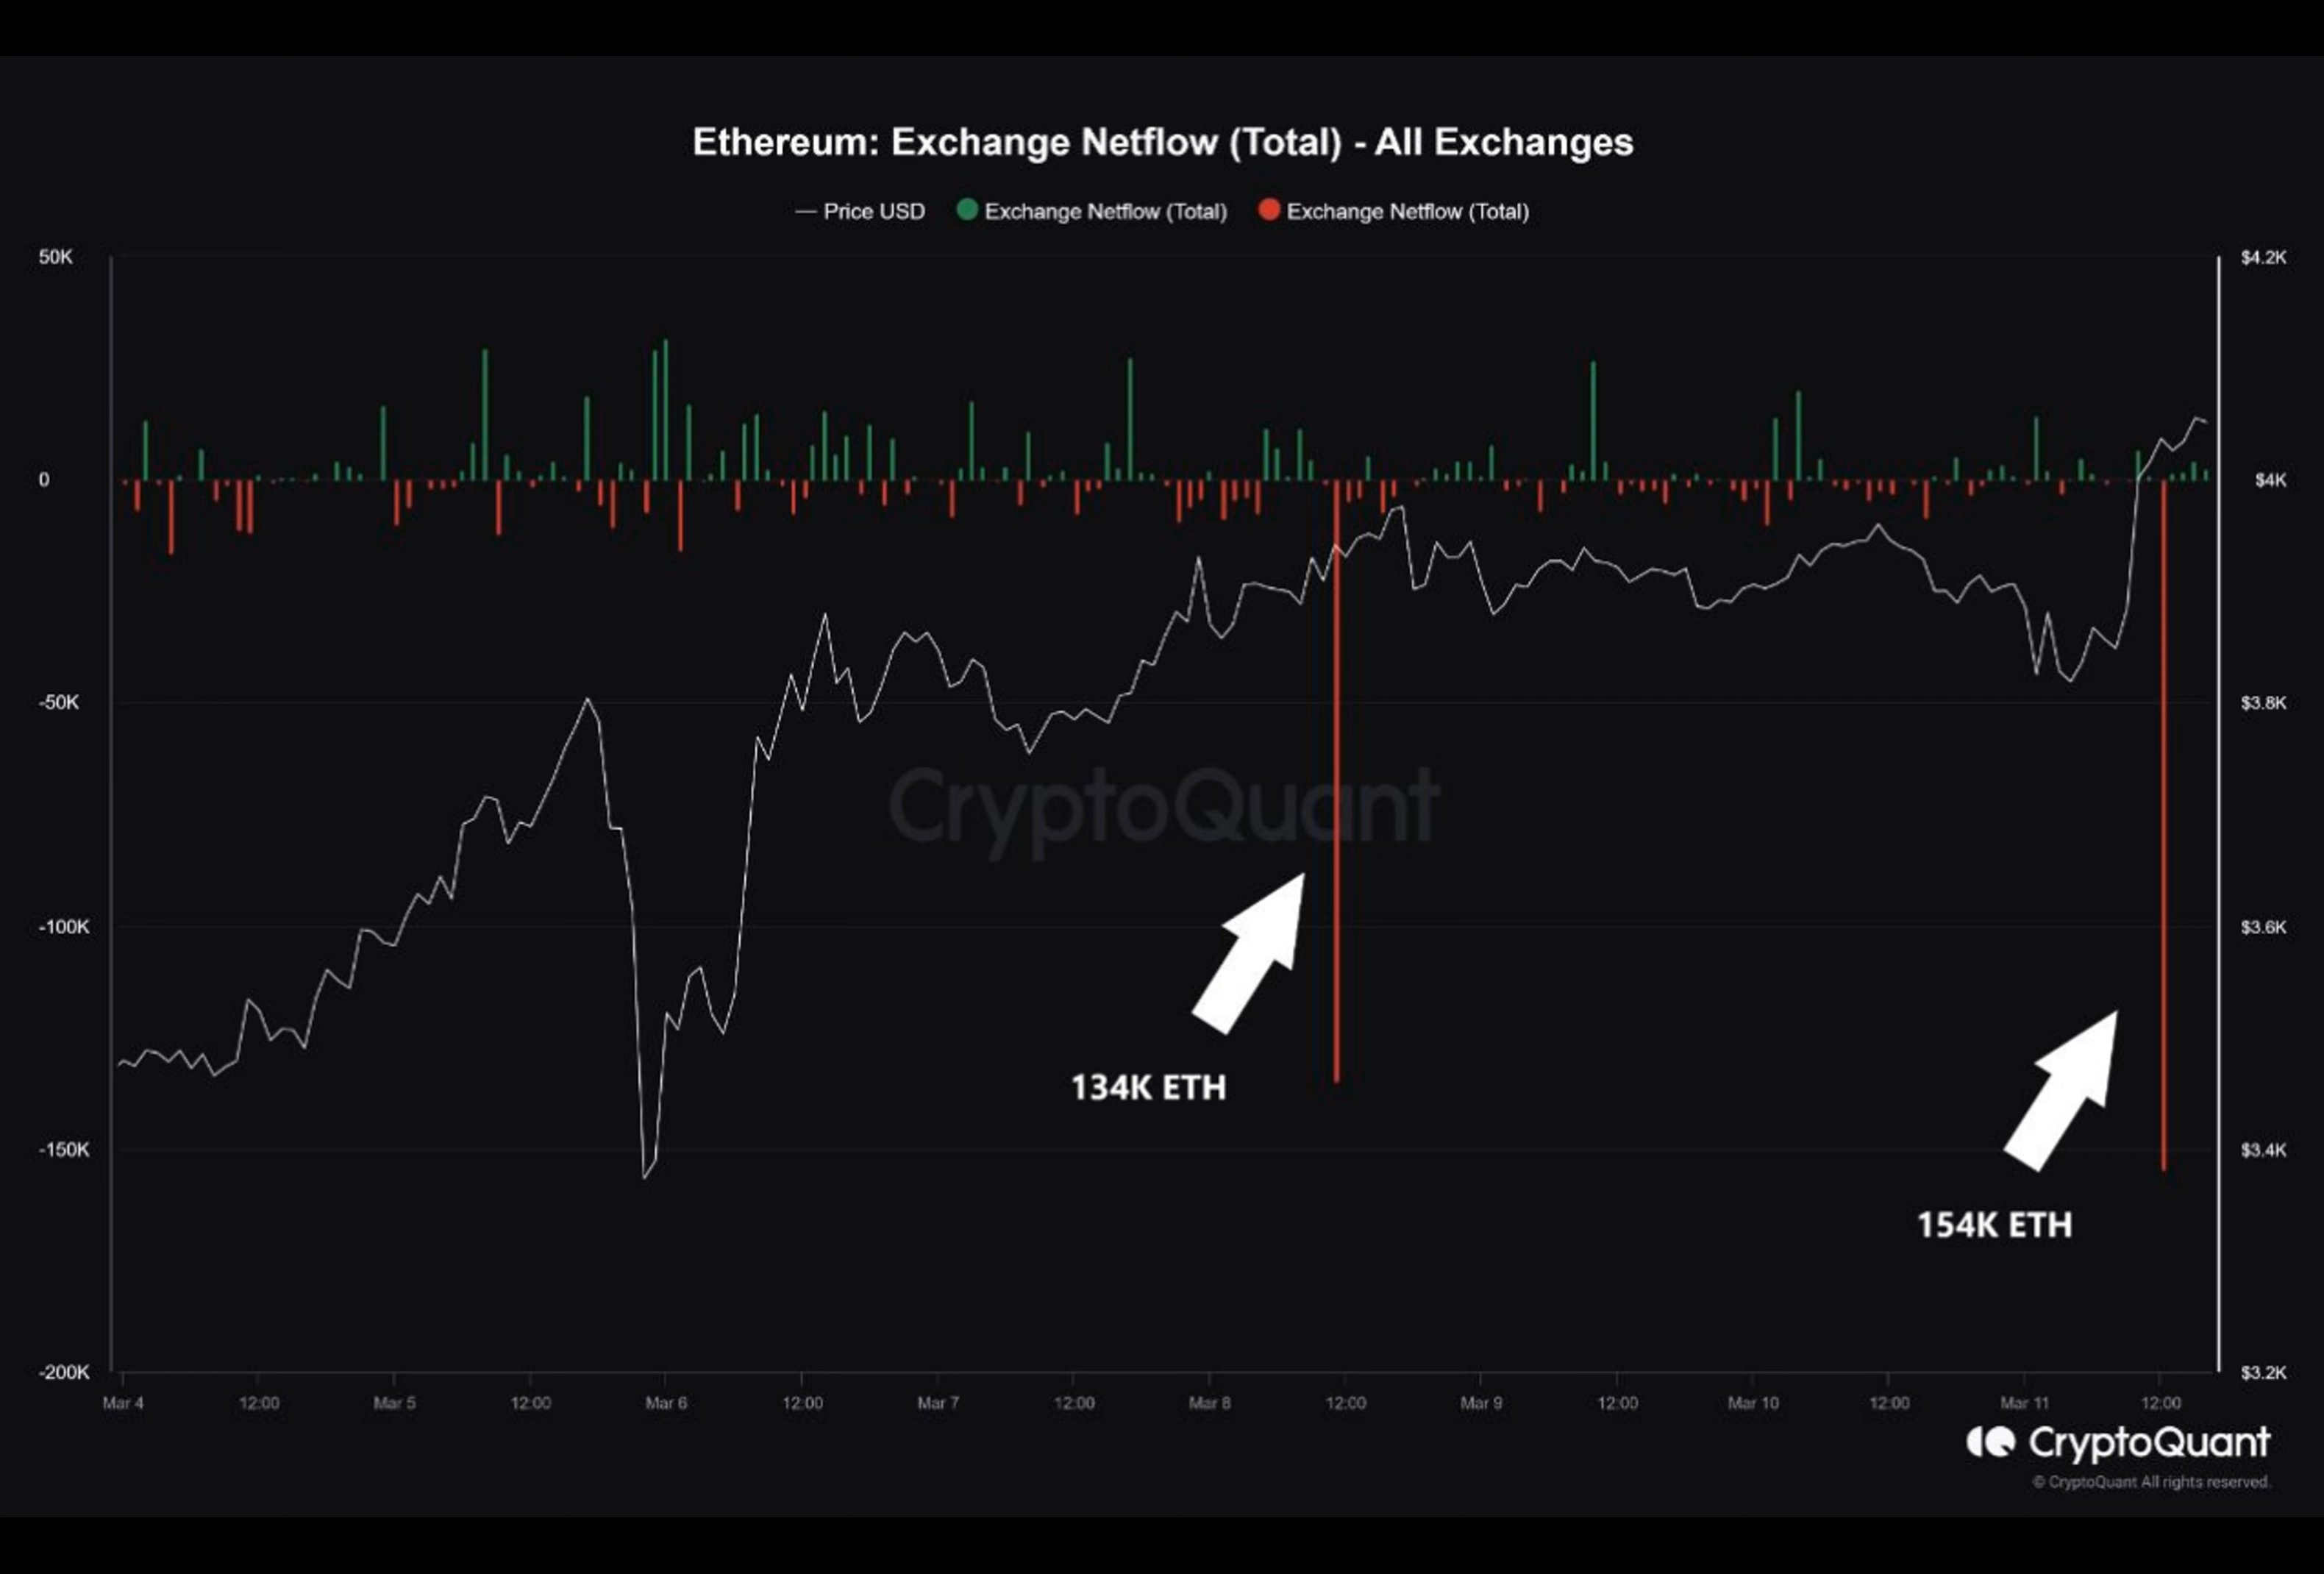 Ethereum: Exchange Netflow (Total) - All Exchanges
Price USD Exchange Netflow (Total) Exchange Netflow (Total)
50K $4.2K
0 $4K
-50K $3.8K
CryptoQuant
-100K $3.6K
134K ETH
-150K $3.4K
154K ETH
-200K $3.2K
Mar 4 12:00 Mar 5 12:00 Mar 6 12:00 Mar 7 12:00 Mar 8 12:00 Mar 9 12:00 Mar 10 12:00 Mar 11 12:00
CryptoQuant
© CryptoQuant All rights reserved.